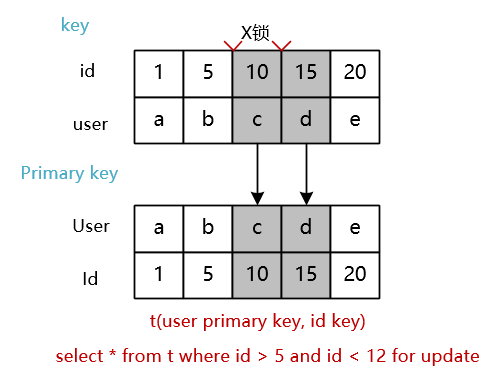 key
X锁
id 1 5 10 15 20
user a b c d e
Primary key
User a b c d e
Id 1 5 10 15 20
t(user primary key, id key)
select * from t where id > 5 and id < 12 for update